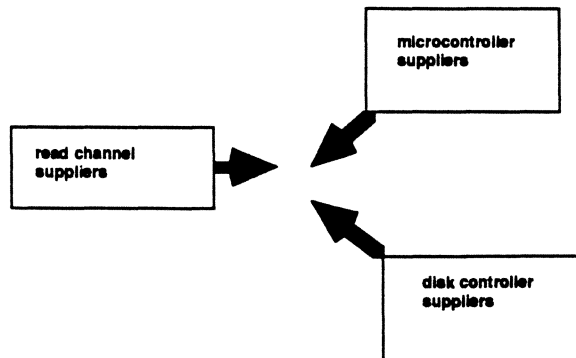 microcontroller
suppliers
read channel
suppliers
disk controller
suppliers